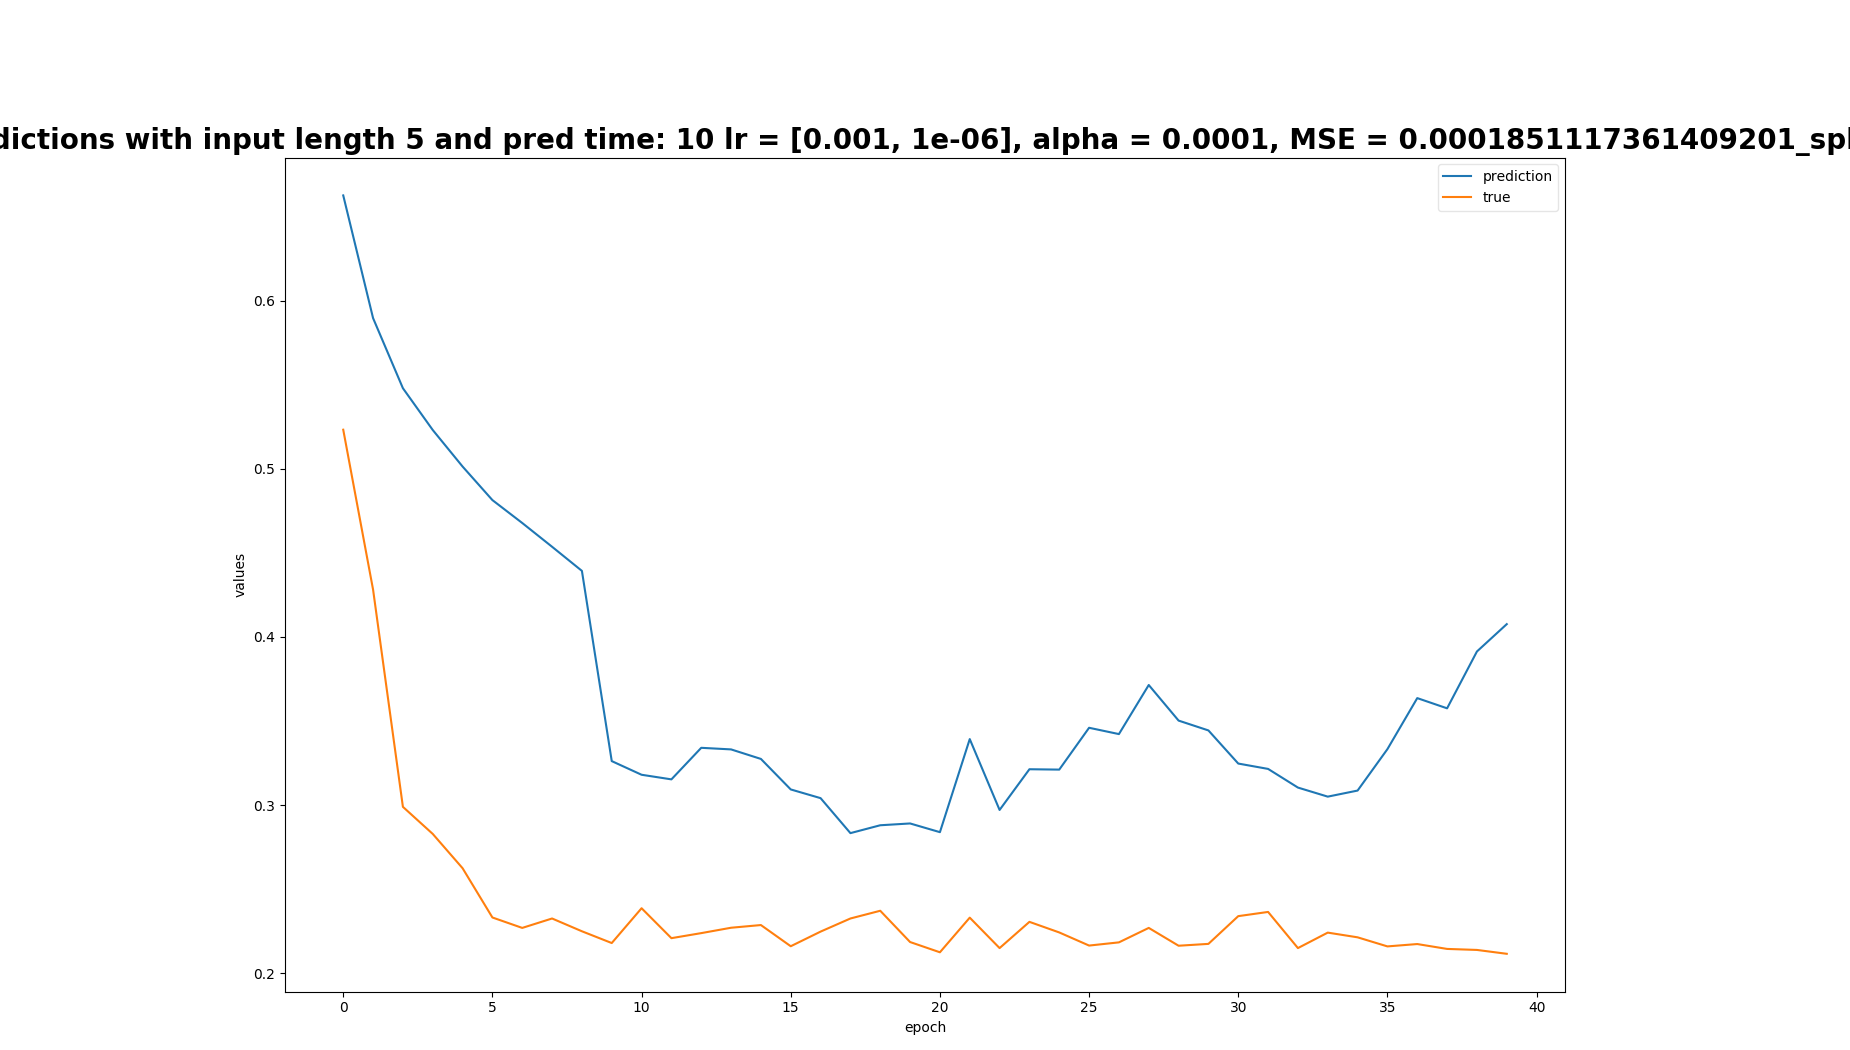 dictions with input length 5 and pred time: 10 lr = [0.001, 1e-06], alpha = 0.0001, MSE = 0.0001851117361409201_spl
prediction
true
0.6
0.5
0.4
0.3
0.2
values
0
5
10
15
20
25
30
35
40
epoch